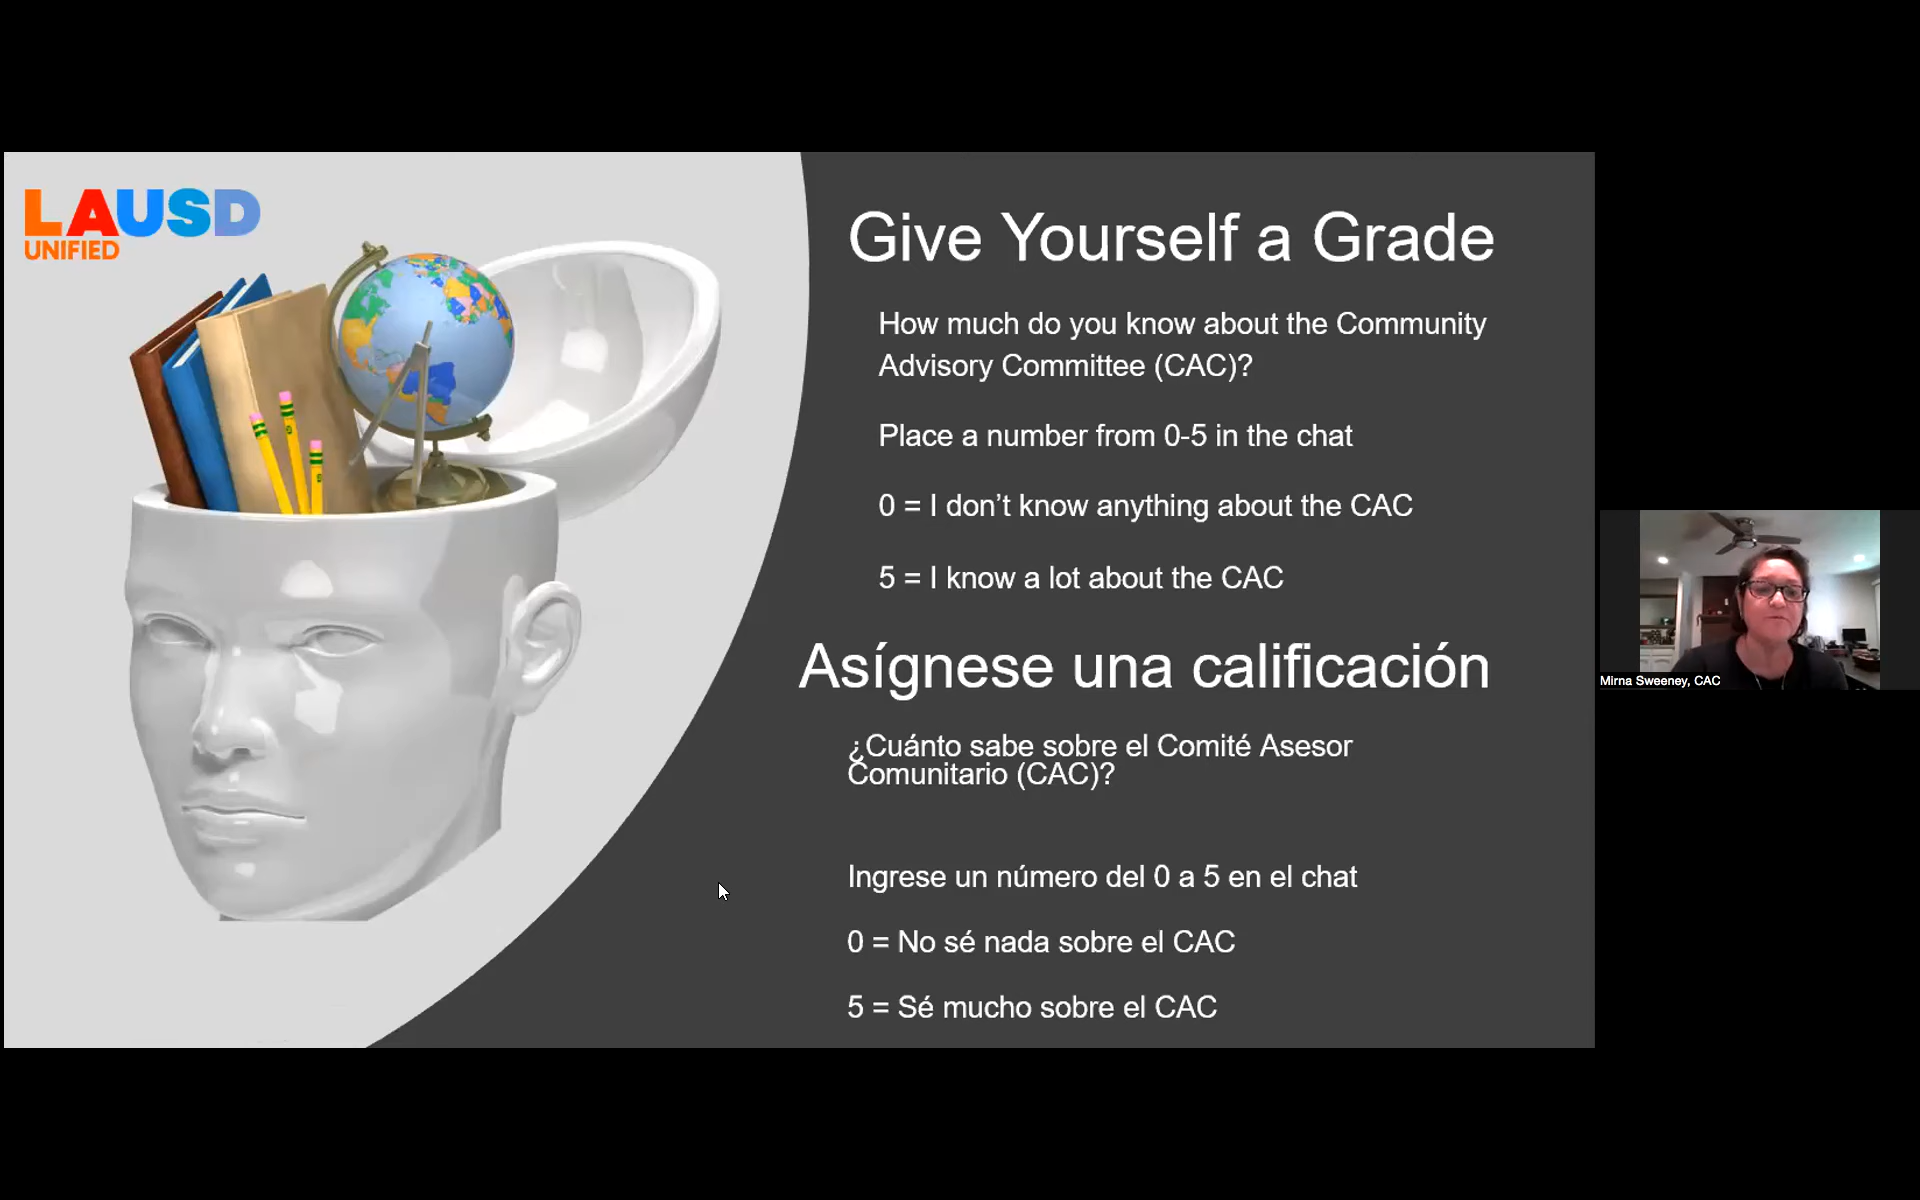 LAUSD
UNIFIED
Give Yourself a Grade
How much do you know about the Community
Advisory Committee (CAC)?
Place a number from 0-5 in the chat
0 = I don’t know anything about the CAC
5 = I know a lot about the CAC
Asígnese una calificación
¿Cuánto sabe sobre el Comité Asesor
Comunitario (CAC)?
Ingrese un número del 0 a 5 en el chat
0 = No sé nada sobre el CAC
5 = Sé mucho sobre el CAC
Mirna Sweeney, CAC